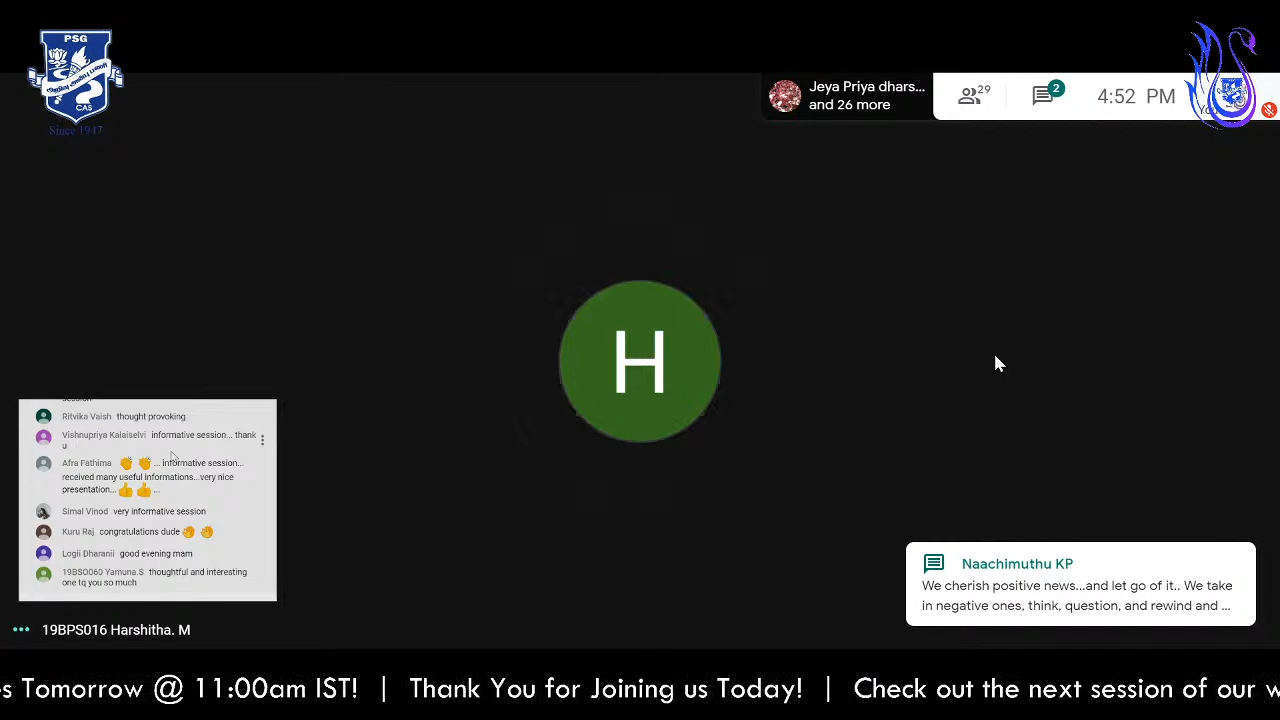 PSG
CAS
Since 1947
Jeya Priya dhars...
and 26 more
29
2
4:52 PM
H
Ritvika Vaish thought provoking
Vishnupriya Kalaiselvi informative session... thank
u
Afra Fathima 👏 👏 ... informative session...
received many useful informations...very nice
presentation... 👍 👍 ...
Simal Vinod very informative session
Kuru Raj congratulations dude 👏 👏
Logii Dharanii good evening mam
19BSO060 Yamuna.S thoughtful and interesting
one tq you so much
Naachimuthu KP
We cherish positive news...and let go of it.. We take
in negative ones, think, question, and rewind and ...
19BPS016 Harshitha. M
s Tomorrow @ 11:00am IST! | Thank You for Joining us Today! | Check out the next session of our w